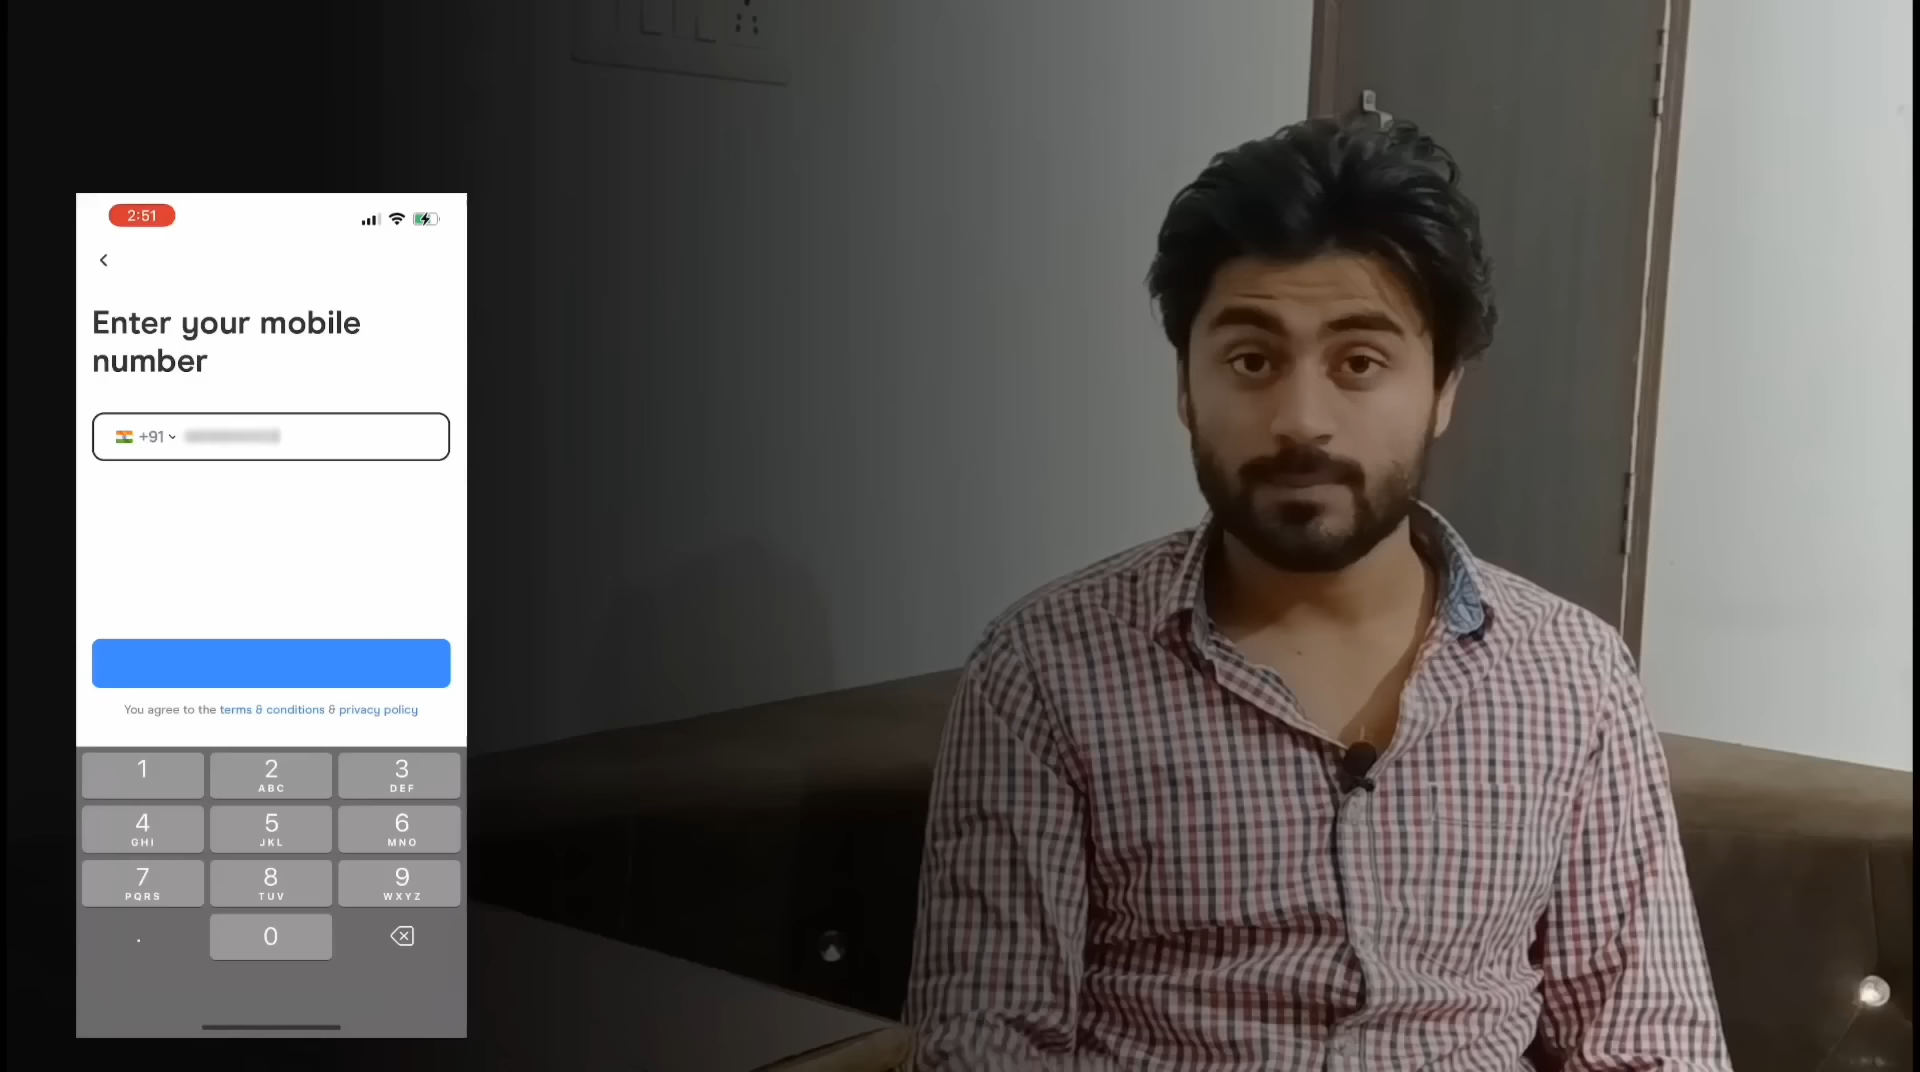 2:51
Enter your mobile
number
+91
You agree to the terms & conditions & privacy policy
1
2
ABC
3
DEF
4
GHI
5
JKL
6
MNO
7
PQRS
8
TUV
9
WXYZ
.
0